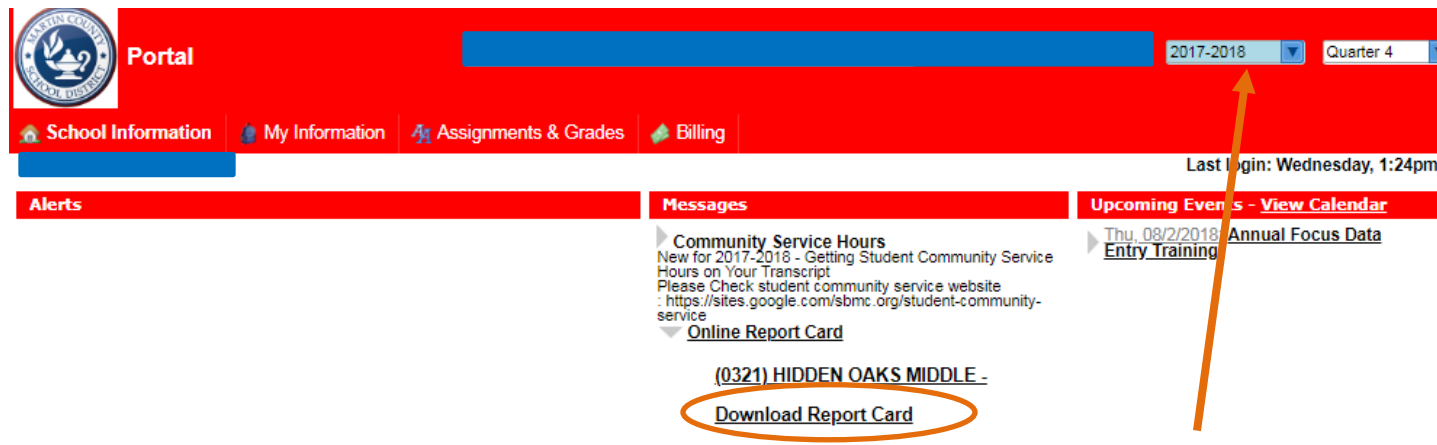 MARTIN COUNTY
SCHOOL DISTRICT
Portal
2017-2018
Quarter 4
School Information
My Information
Assignments & Grades
Billing
Last login: Wednesday, 1:24pm
Alerts
Messages
Upcoming Events - View Calendar
Community Service Hours
New for 2017-2018 - Getting Student Community Service
Hours on Your Transcript
Please Check student community service website
: https://sites.google.com/sbmc.org/student-community-
service
Online Report Card
(0321) HIDDEN OAKS MIDDLE -
Download Report Card
Thu, 08/2/2018: Annual Focus Data
Entry Training